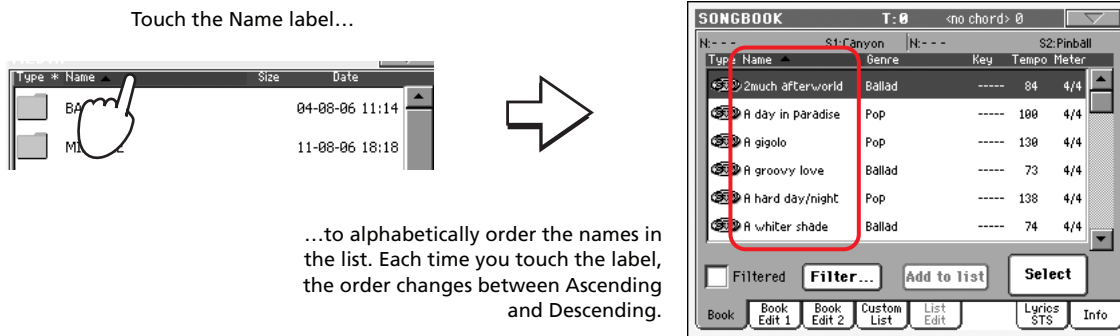 Touch the Name label…
Type * Name Size Date
BA 04-08-06 11:14
MI E 11-08-06 18:18
…to alphabetically order the names in
the list. Each time you touch the label,
the order changes between Ascending
and Descending.
SONGBOOK T:0 <no chord> 0
N:--- S1:Canyon N:--- S2:Pinball
Type Name Genre Key Tempo Meter
2much afterworld Ballad ----- 84 4/4
A day in paradise Pop ----- 100 4/4
A gigolo Pop ----- 130 4/4
A groovy love Ballad ----- 73 4/4
A hard day/night Pop ----- 138 4/4
A whiter shade Ballad ----- 74 4/4
Filtered Filter... Add to list Select
Book Book Edit 1 Book Edit 2 Custom List List Edit Lyrics STS Info